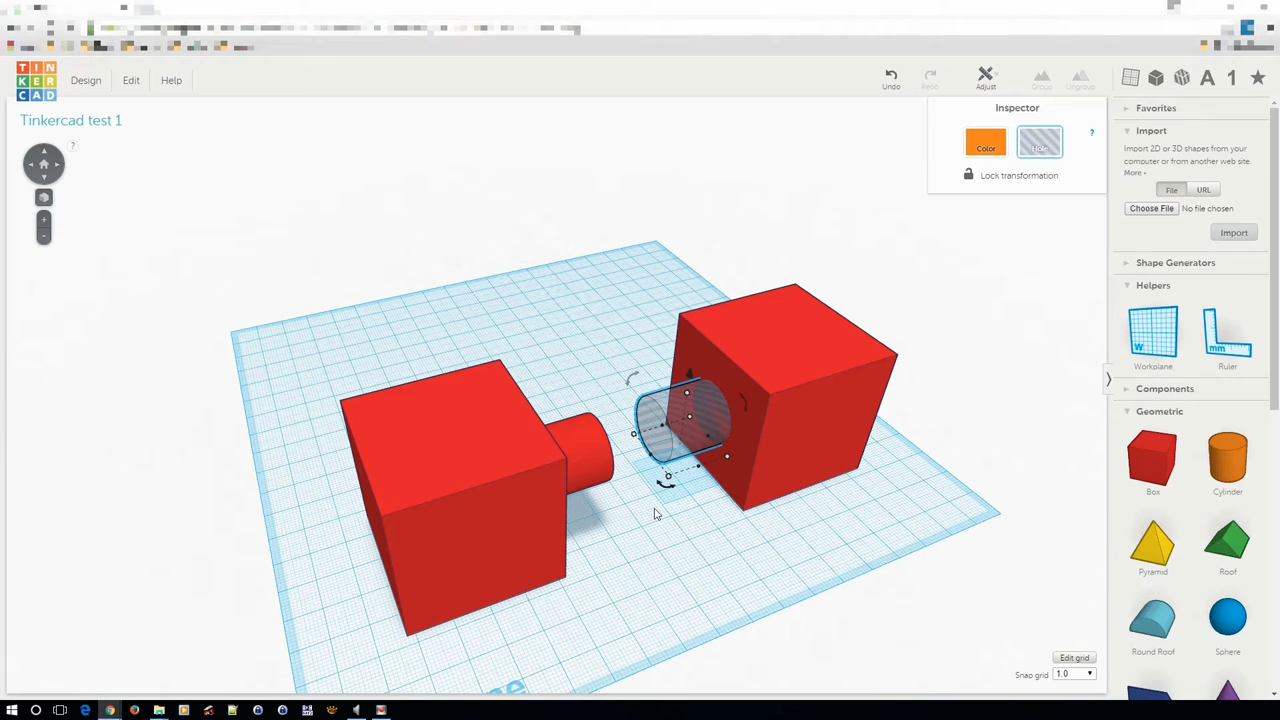 TIN
KER
CAD
Design
Edit
Help
Undo
Redo
Adjust
Group
Ungroup
Tinkercad test 1
?
+
-
Inspector
Color
Hole
?
Lock transformation
Favorites
Import
Import 2D or 3D shapes from your
computer or from another web site.
More
File
URL
Choose File
No file chosen
Import
Shape Generators
Helpers
W
mm
Workplane
Ruler
Components
Geometric
Box
Cylinder
Pyramid
Roof
Round Roof
Sphere
Edit grid
Snap grid
1.0